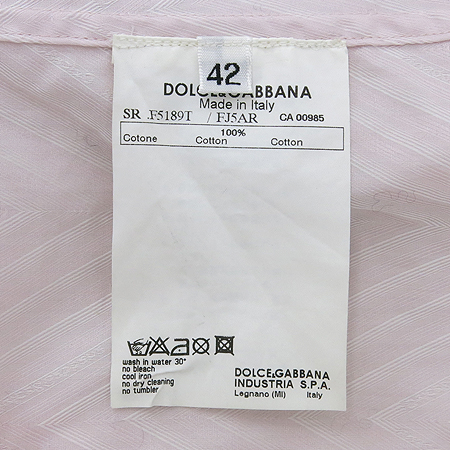 42
DOLCE&GABBANA
Made in Italy
SR F5189T / FJ5AR CA 00985
100%
Cotone Cotton Cotton
wash in water 30°
no bleach
cool iron
no dry cleaning
no tumbler
DOLCE&GABBANA
INDUSTRIA S.P.A.
Legnano (MI) Italy